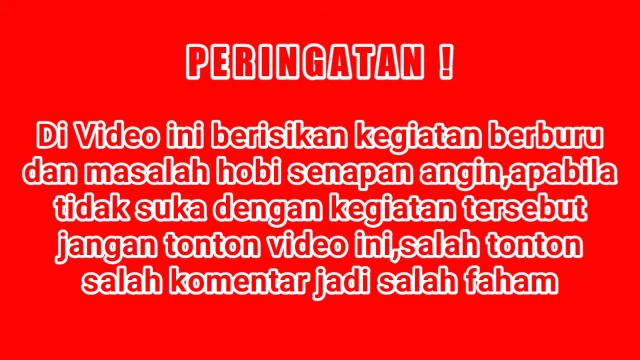 PERINGATAN !
Di Video ini berisikan kegiatan berburu
dan masalah hobi senapan angin,apabila
tidak suka dengan kegiatan tersebut
jangan tonton video ini,salah tonton
salah komentar jadi salah faham